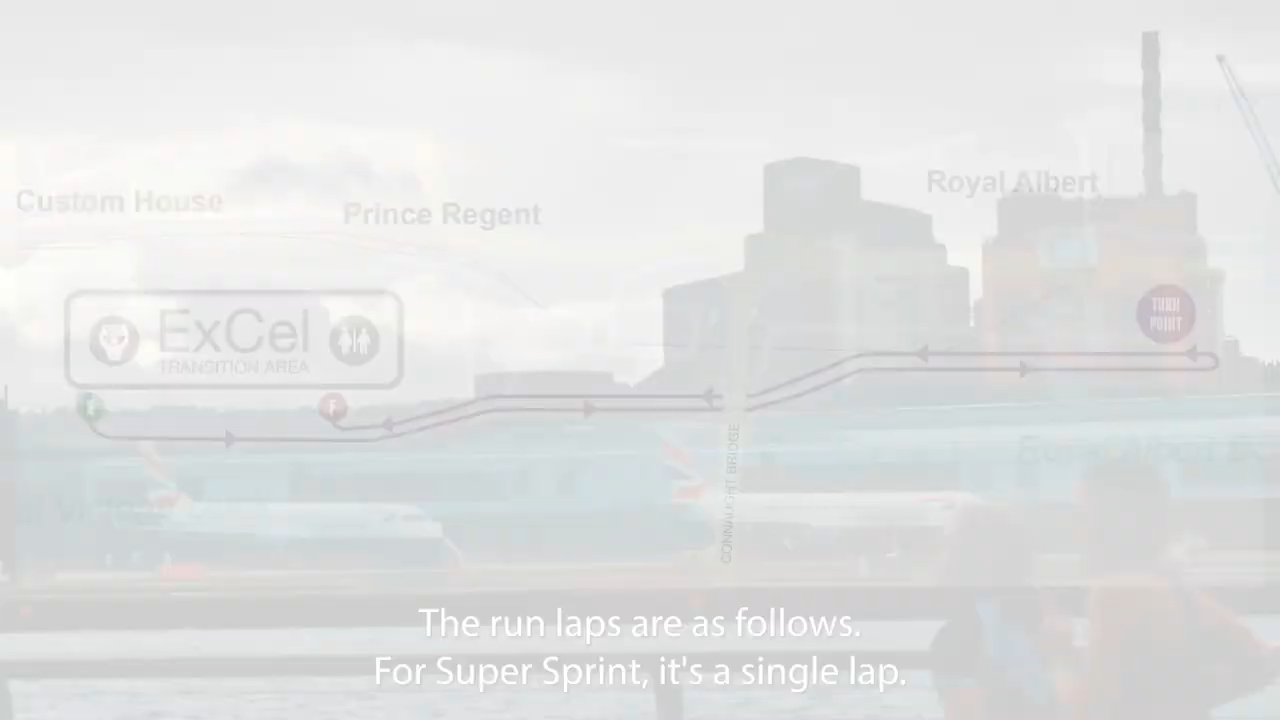 Custom House
Prince Regent
Royal Albert
ExCel
TRANSITION AREA
TURN
POINT
F
CONNAUGHT BRIDGE
The run laps are as follows.
For Super Sprint, it's a single lap.